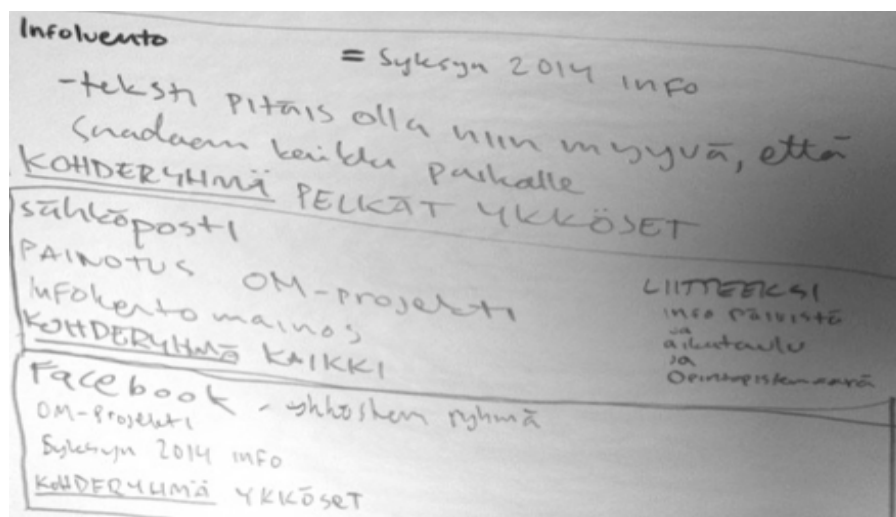 Infoluento = Syksyn 2014 info
-teksti pitäis olla niin myyvä, että
saadaan kaikki paikalle
KOHDERYHMÄ PELKÄT YKKÖSET
sähköposti
PAINOTUS OM-projekti
Infoluento mainos
KOHDERYHMÄ KAIKKI
LIITTEEKSI
info päivistä
ja
aikataulu
ja
Opintopistemäärä
Facebook - ykkösten ryhmä
OM-Projekti
Syksyn 2014 info
KOHDERYHMÄ YKKÖSET